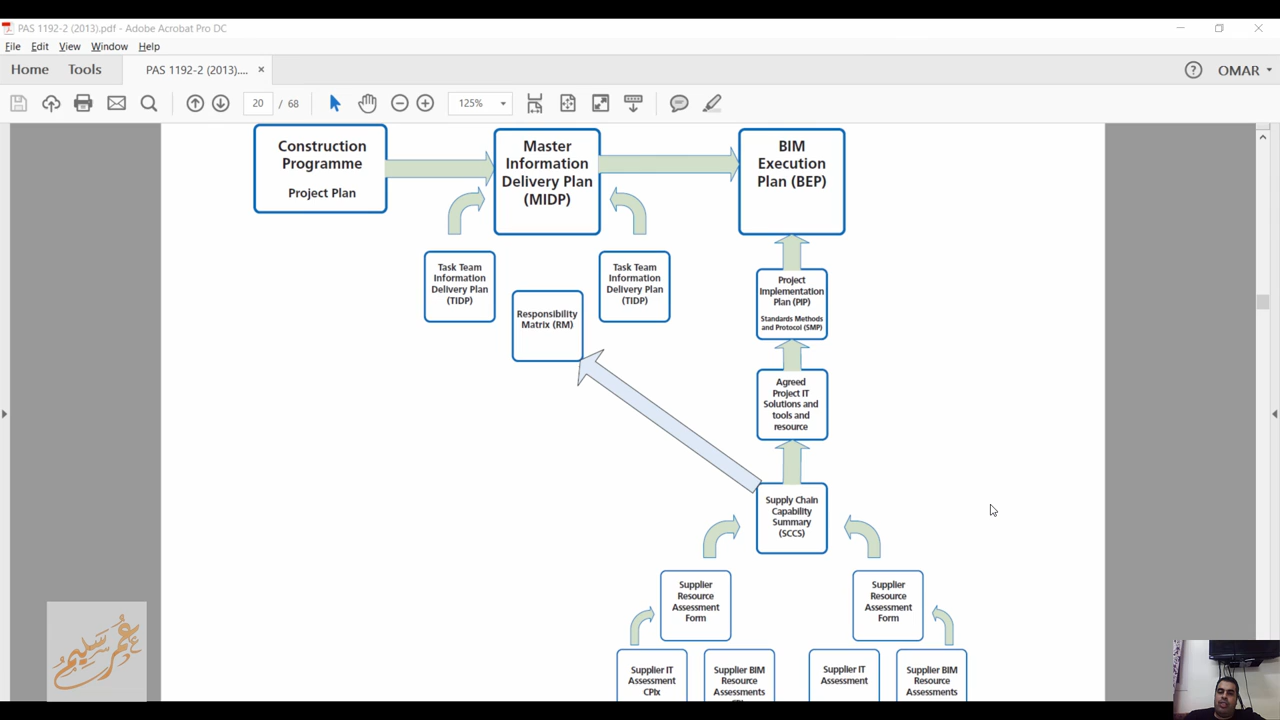 PAS 1192-2 (2013).pdf - Adobe Acrobat Pro DC
File Edit View Window Help
Home Tools PAS 1192-2 (2013).... × OMAR
20 / 68 125%
Construction
Programme
Project Plan
Master
Information
Delivery Plan
(MIDP)
BIM
Execution
Plan (BEP)
Task Team
Information
Delivery Plan
(TIDP)
Responsibility
Matrix (RM)
Task Team
Information
Delivery Plan
(TIDP)
Project
Implementation
Plan (PIP)
Standards Methods
and Protocol (SMP)
Agreed
Project IT
Solutions and
tools and
resource
Supply Chain
Capability
Summary
(SCCS)
Supplier
Resource
Assessment
Form
Supplier
Resource
Assessment
Form
Supplier IT
Assessment
CPIx
Supplier BIM
Resource
Assessments
Supplier IT
Assessment
Supplier BIM
Resource
Assessments
عمر سليم